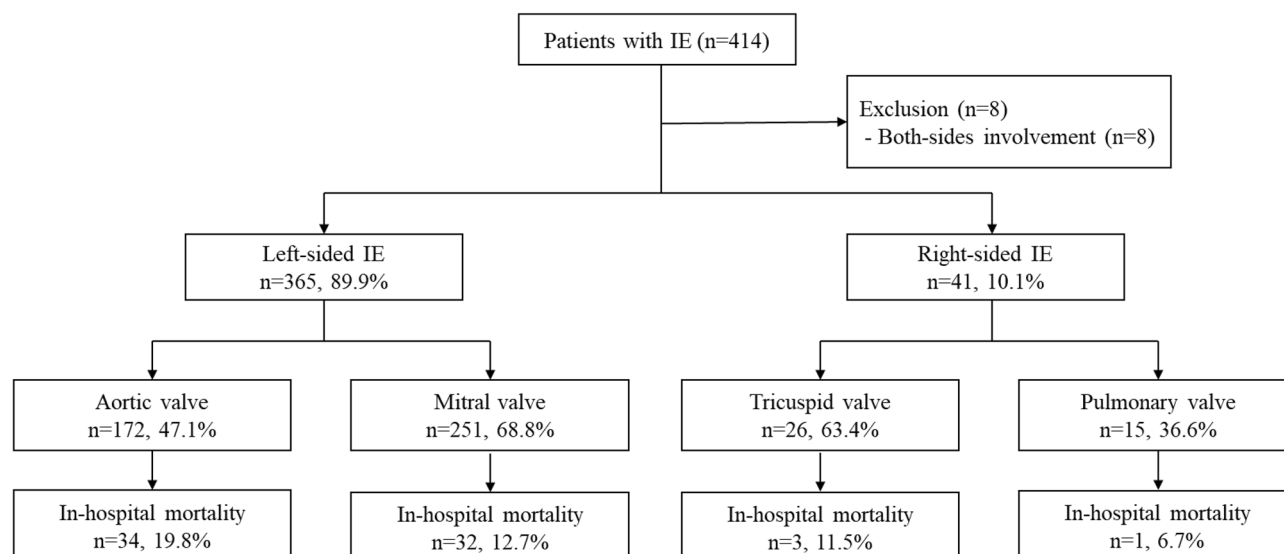 Patients with IE (n=414)
Exclusion (n=8)
- Both-sides involvement (n=8)
Left-sided IE
n=365, 89.9%
Right-sided IE
n=41, 10.1%
Aortic valve
n=172, 47.1%
Mitral valve
n=251, 68.8%
Tricuspid valve
n=26, 63.4%
Pulmonary valve
n=15, 36.6%
In-hospital mortality
n=34, 19.8%
In-hospital mortality
n=32, 12.7%
In-hospital mortality
n=3, 11.5%
In-hospital mortality
n=1, 6.7%